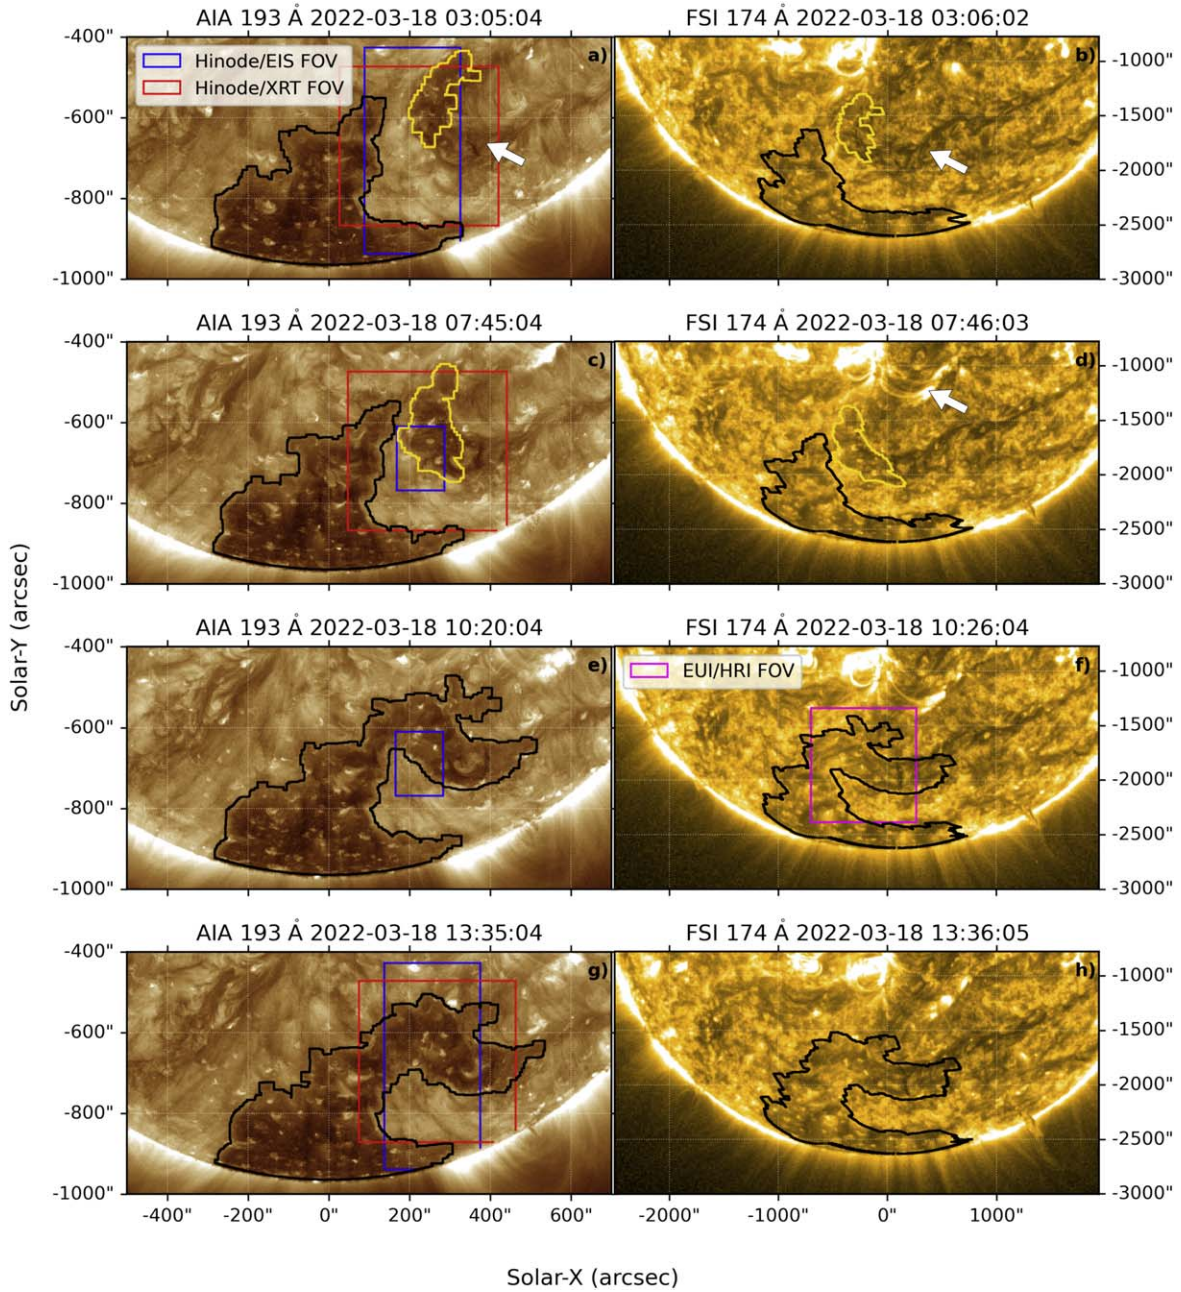 AIA 193 Å 2022-03-18 03:05:04
FSI 174 Å 2022-03-18 03:06:02
Hinode/EIS FOV
Hinode/XRT FOV
a)
b)
-400"
-600"
-800"
-1000"
-1000"
-1500"
-2000"
-2500"
-3000"
AIA 193 Å 2022-03-18 07:45:04
FSI 174 Å 2022-03-18 07:46:03
c)
d)
-400"
-600"
-800"
-1000"
-1000"
-1500"
-2000"
-2500"
-3000"
Solar-Y (arcsec)
AIA 193 Å 2022-03-18 10:20:04
FSI 174 Å 2022-03-18 10:26:04
EUI/HRI FOV
e)
f)
-400"
-600"
-800"
-1000"
-1000"
-1500"
-2000"
-2500"
-3000"
AIA 193 Å 2022-03-18 13:35:04
FSI 174 Å 2022-03-18 13:36:05
g)
h)
-400"
-600"
-800"
-1000"
-1000"
-1500"
-2000"
-2500"
-3000"
-400" -200" 0" 200" 400" 600"
-2000" -1000" 0" 1000"
Solar-X (arcsec)